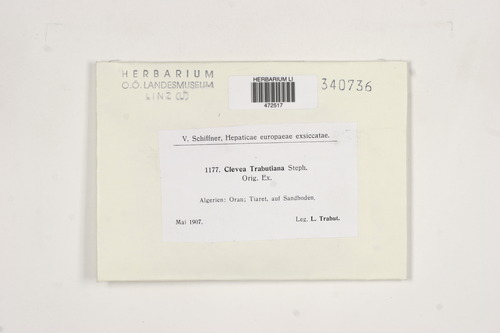 HERBARIUM
O.Ö. LANDESMUSEUM
LINZ
HERBARIUM LI
472517
340736
V. Schiffner, Hepaticae europaeae exsiccatae.
1177. Clevea Trabutiana Steph.
Orig. Ex.
Algerien: Oran; Tiaret, auf Sandboden.
Mai 1907.
Leg. L. Trabut.